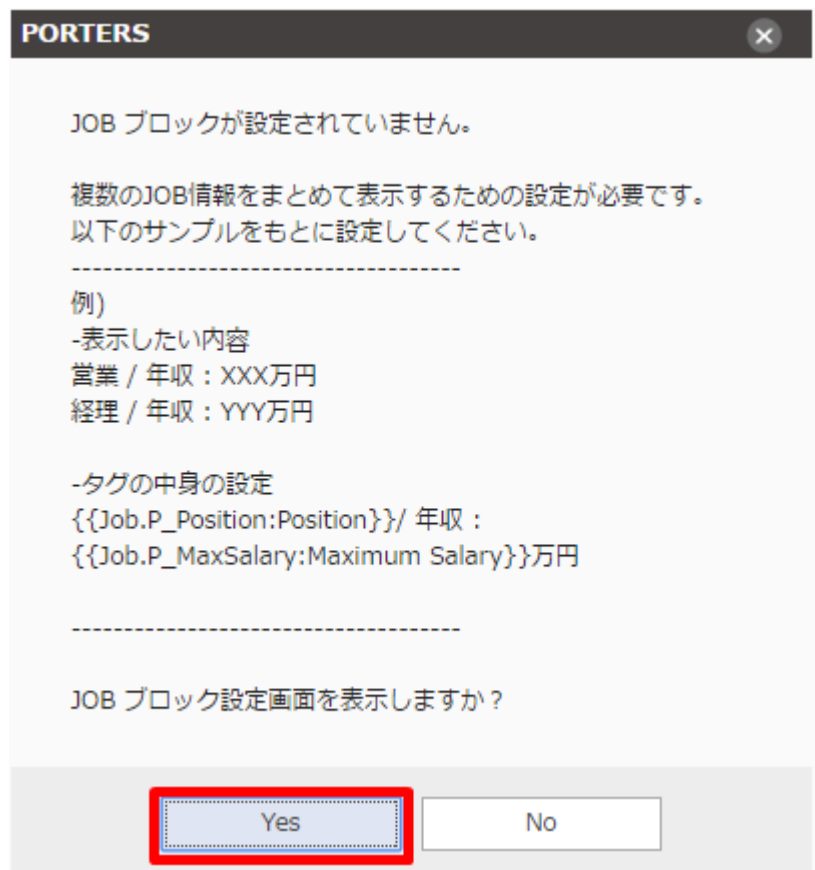 PORTERS
JOB ブロックが設定されていません。
複数のJOB情報をまとめて表示するための設定が必要です。
以下のサンプルをもとに設定してください。
-------------------------------------
例)
-表示したい内容
営業 / 年収：XXX万円
経理 / 年収：YYY万円
-タグの中身の設定
{{Job.P_Position:Position}}/ 年収：
{{Job.P_MaxSalary:Maximum Salary}}万円
-------------------------------------
JOB ブロック設定画面を表示しますか？
Yes No